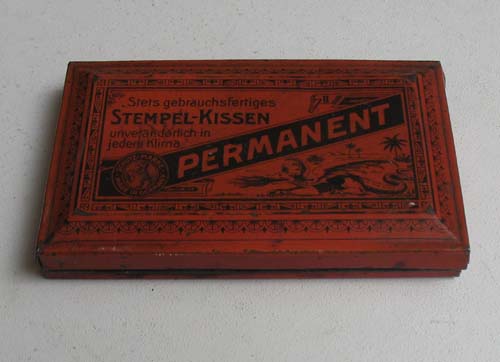 Stets gebrauchsfertiges
STEMPEL-KISSEN
unveränderlich in
jedem Klima
PERMANENT